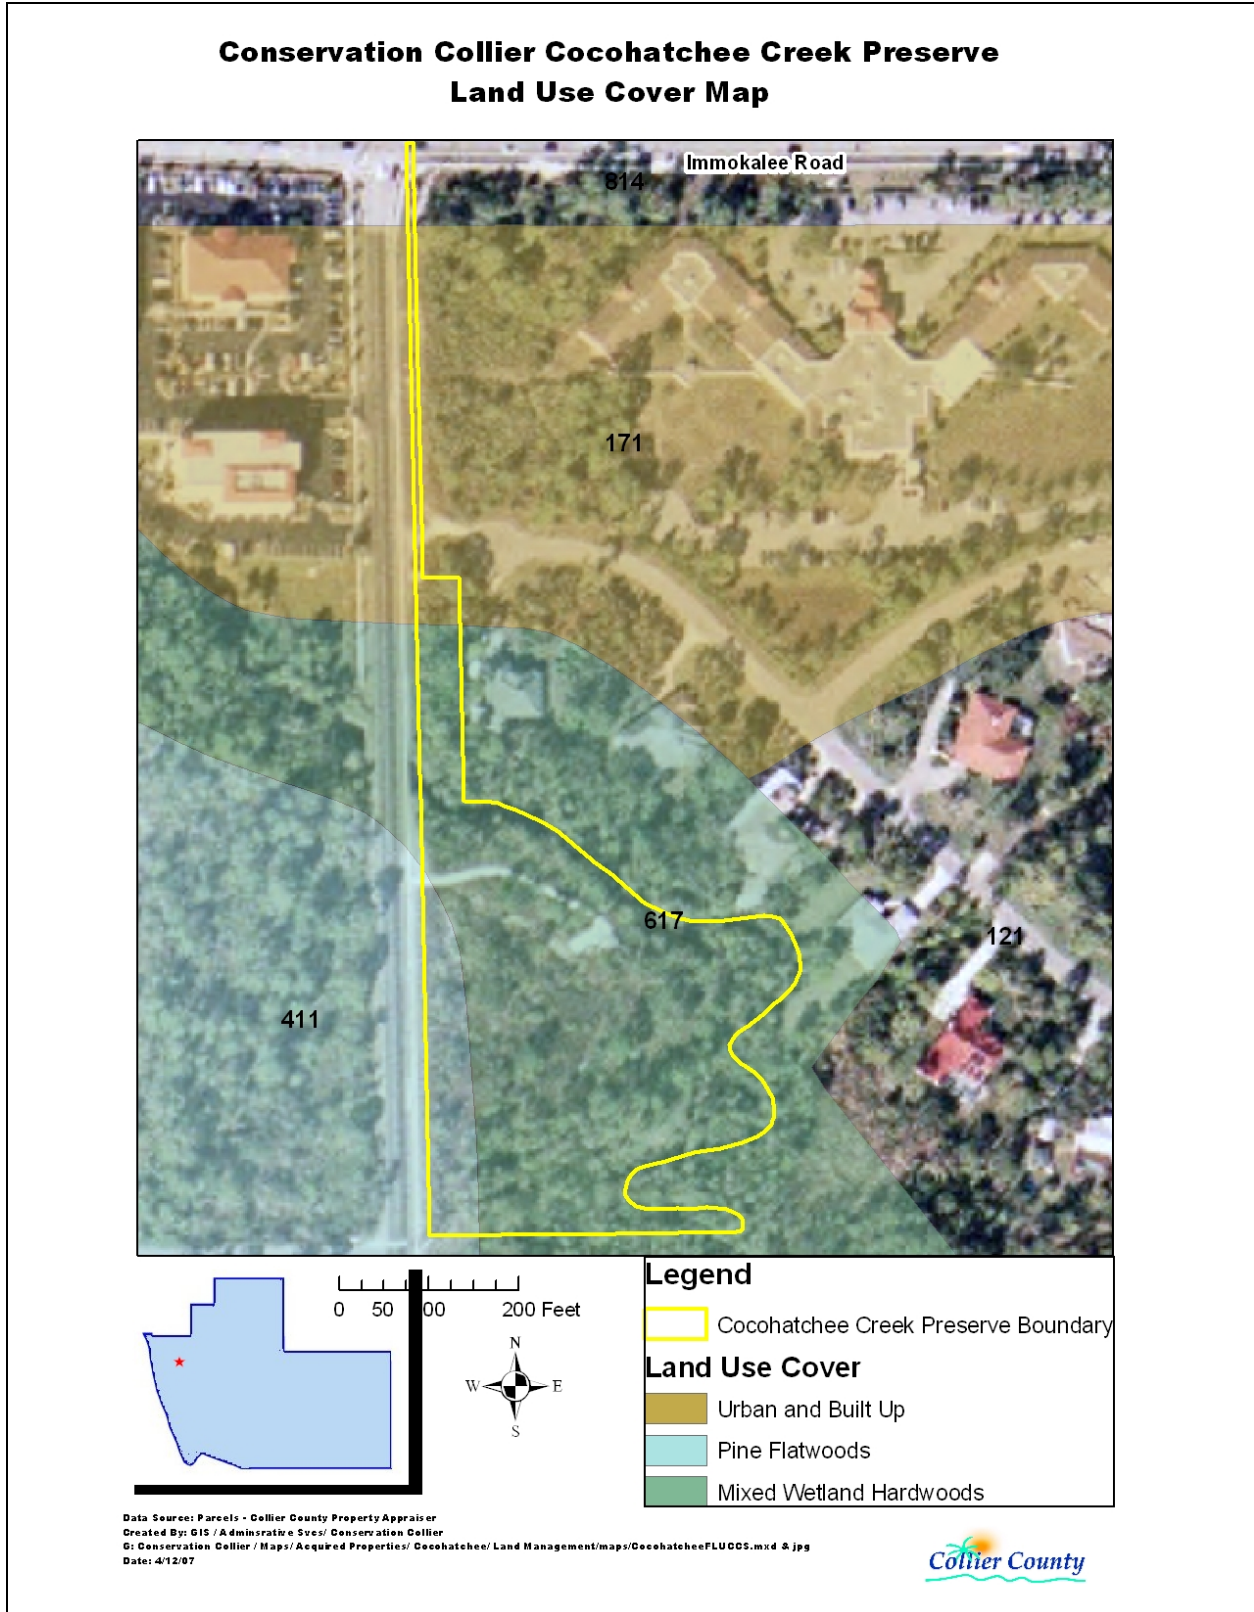 Conservation Collier Cocohatchee Creek Preserve
Land Use Cover Map
Immokalee Road
814
171
617
121
411
0 50 00 200 Feet
N
W E
S
Legend
Cocohatchee Creek Preserve Boundary
Land Use Cover
Urban and Built Up
Pine Flatwoods
Mixed Wetland Hardwoods
Data Source: Parcels - Collier County Property Appraiser
Created By: GIS / Adminsrative Svcs/ Conservation Collier
G: Conservation Collier / Maps/ Acquired Properties/ Cocohatchee/ Land Management/maps/CocohatcheeFLUCCS.mxd & jpg
Date: 4/12/07
Collier County